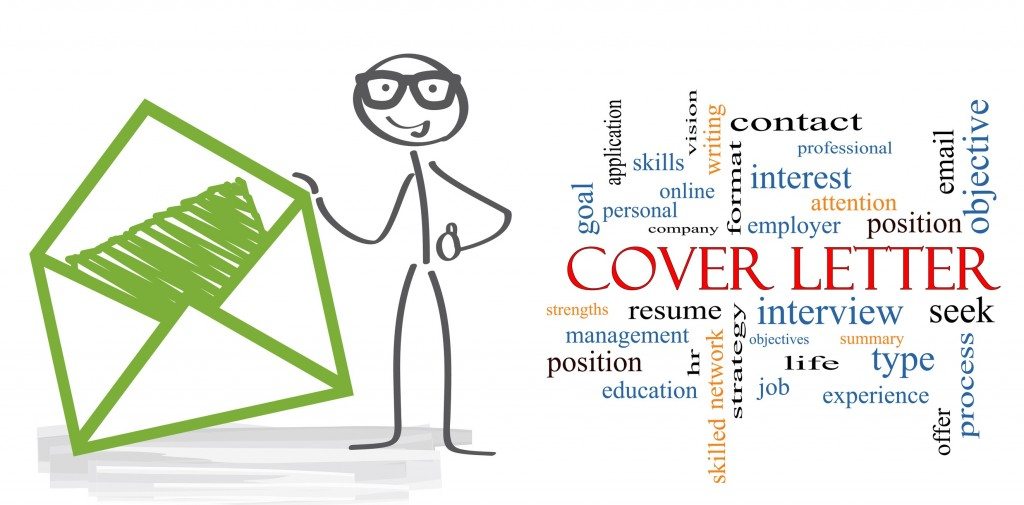 application
vision
writing
contact
professional
email
objective
skills
goal
online
format
interest
attention
personal
company
employer
position
COVER LETTER
strengths
resume
strategy
interview
seek
management
objectives
summary
process
position
hr
skilled network
life
type
education
job
experience
offer